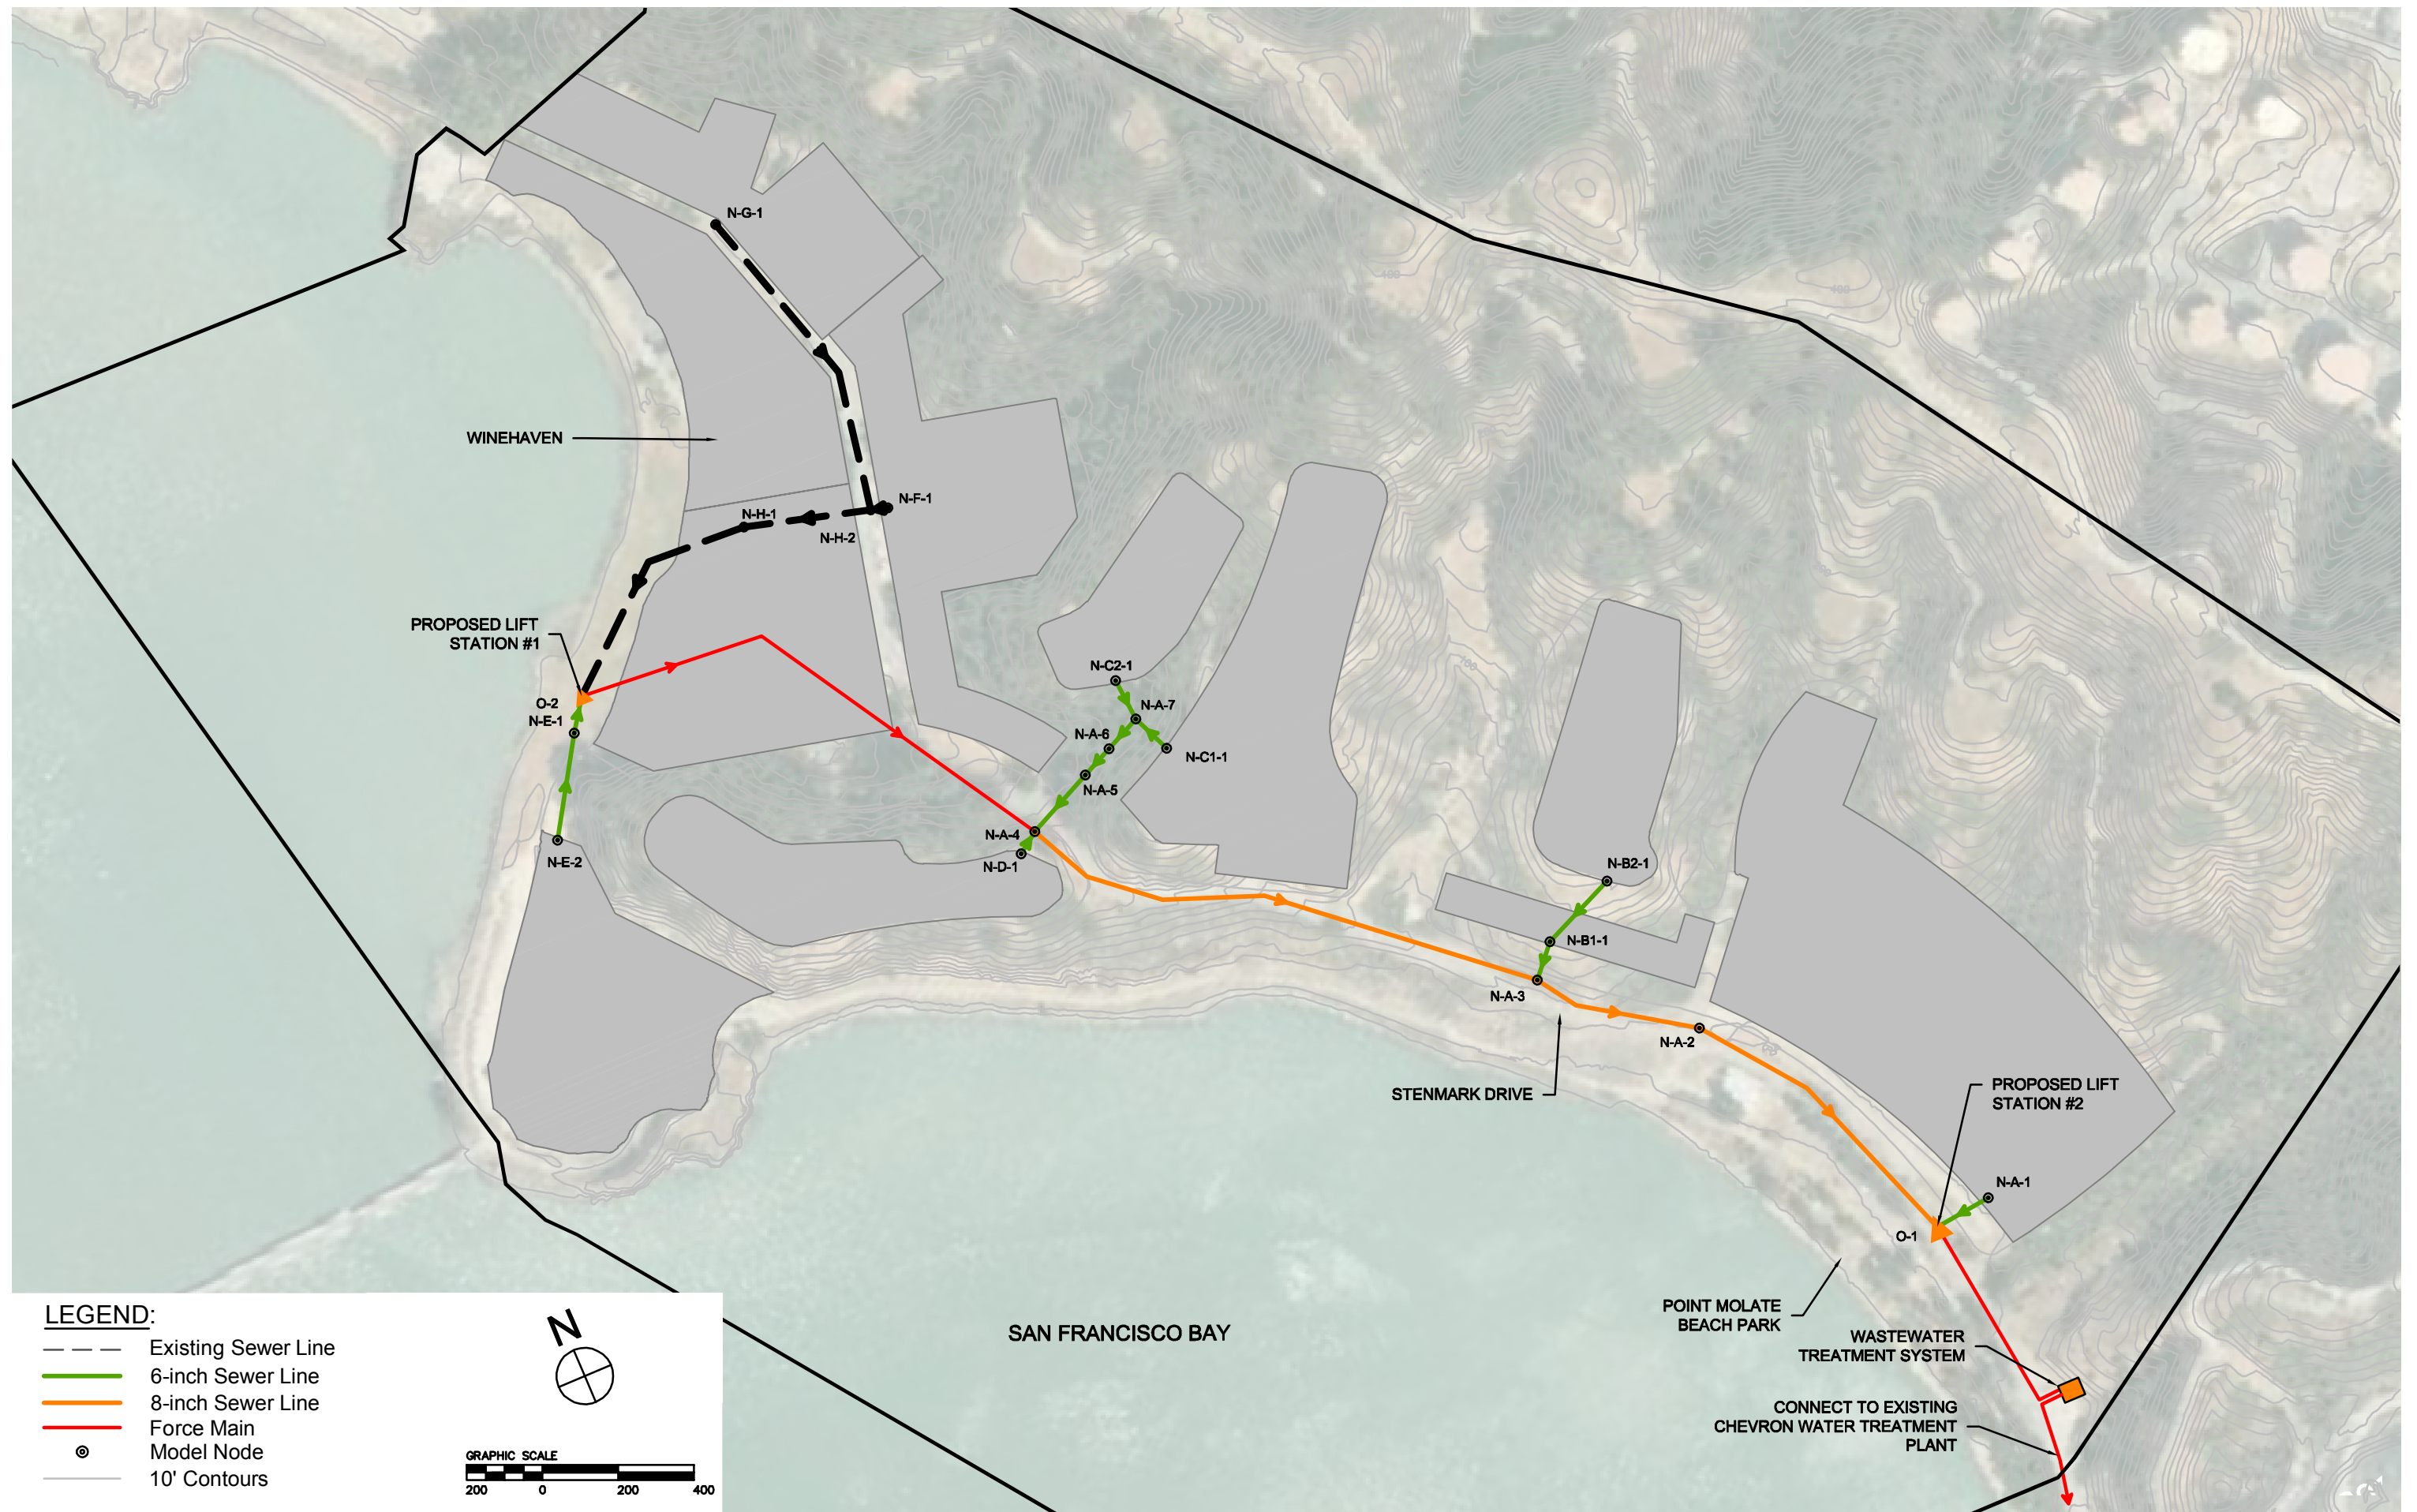 N-G-1
WINEHAVEN
N-F-1
N-H-1
N-H-2
PROPOSED LIFT
STATION #1
O-2
N-E-1
N-E-2
N-C2-1
N-A-7
N-A-6
N-C1-1
N-A-5
N-A-4
N-D-1
N-B2-1
N-B1-1
N-A-3
N-A-2
STENMARK DRIVE
PROPOSED LIFT
STATION #2
N-A-1
O-1
POINT MOLATE
BEACH PARK
WASTEWATER
TREATMENT SYSTEM
CONNECT TO EXISTING
CHEVRON WATER TREATMENT
PLANT
SAN FRANCISCO BAY
LEGEND:
Existing Sewer Line
6-inch Sewer Line
8-inch Sewer Line
Force Main
Model Node
10' Contours
N
GRAPHIC SCALE
200 0 200 400